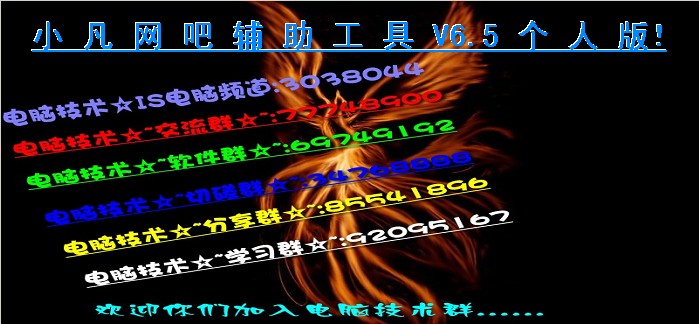 小凡网吧辅助工具 V6.5 个人版!
电脑技术☆IS电脑频道:3038044
电脑技术☆~交流群☆~:77748900
电脑技术☆~软件群☆~:69749192
电脑技术☆~切磋群☆~:34768888
电脑技术☆~分享群☆~:85541896
电脑技术☆~学习群☆~:92095167
欢迎你们加入电脑技术群......